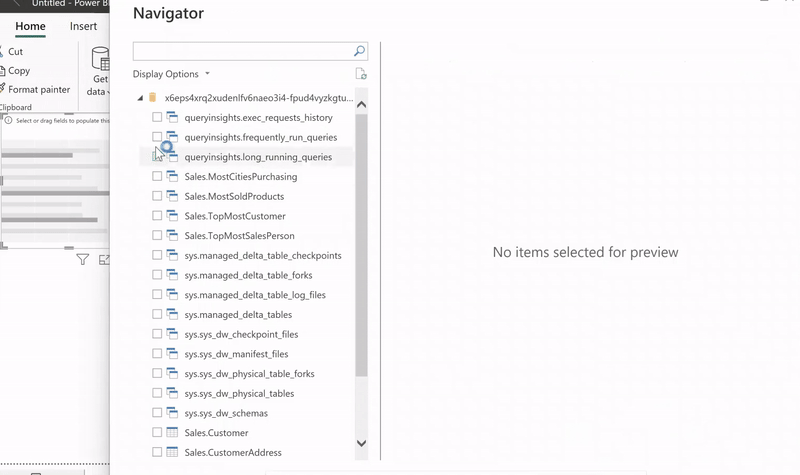 Untitled - Power BI
Navigator
Home
Insert
Cut
Copy
Format painter
Clipboard
Get
data
Select or drag fields to populate this
Display Options
x6eps4xrq2xudenlfv6naeo3i4-fpud4vyzkgtu...
queryinsights.exec_requests_history
queryinsights.frequently_run_queries
queryinsights.long_running_queries
Sales.MostCitiesPurchasing
Sales.MostSoldProducts
Sales.TopMostCustomer
Sales.TopMostSalesPerson
sys.managed_delta_table_checkpoints
sys.managed_delta_table_forks
sys.managed_delta_table_log_files
sys.managed_delta_tables
sys.sys_dw_checkpoint_files
sys.sys_dw_manifest_files
sys.sys_dw_physical_table_forks
sys.sys_dw_physical_tables
sys.sys_dw_schemas
Sales.Customer
Sales.CustomerAddress
No items selected for preview